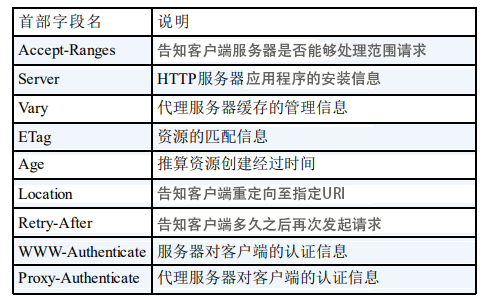 首部字段名 说明
Accept-Ranges 告知客户端服务器是否能够处理范围请求
Server HTTP服务器应用程序的安装信息
Vary 代理服务器缓存的管理信息
ETag 资源的匹配信息
Age 推算资源创建经过时间
Location 告知客户端重定向至指定URI
Retry-After 告知客户端多久之后再次发起请求
WWW-Authenticate 服务器对客户端的认证信息
Proxy-Authenticate 代理服务器对客户端的认证信息